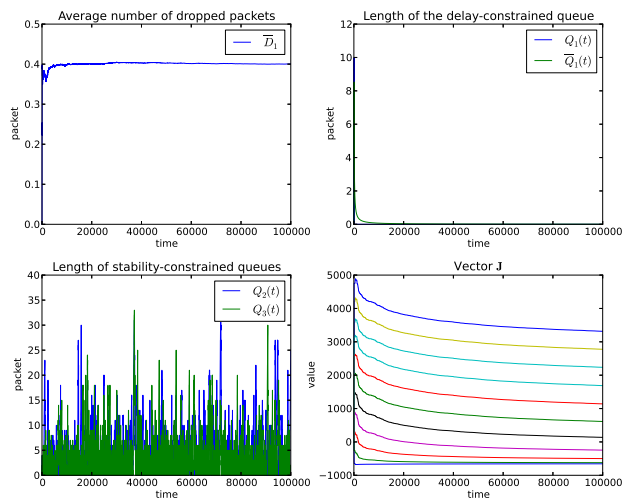 Average number of dropped packets
0.5
0.4
0.3
0.2
0.1
0.0
packet
D̅₁
0 20000 40000 60000 80000 100000
time
Length of the delay-constrained queue
12
10
8
6
4
2
0
packet
Q₁(t)
Q̅₁(t)
0 20000 40000 60000 80000 100000
time
Length of stability-constrained queues
40
35
30
25
20
15
10
5
0
packet
Q₂(t)
Q₃(t)
0 20000 40000 60000 80000 100000
time
Vector J
5000
4000
3000
2000
1000
0
−1000
value
0 20000 40000 60000 80000 100000
time